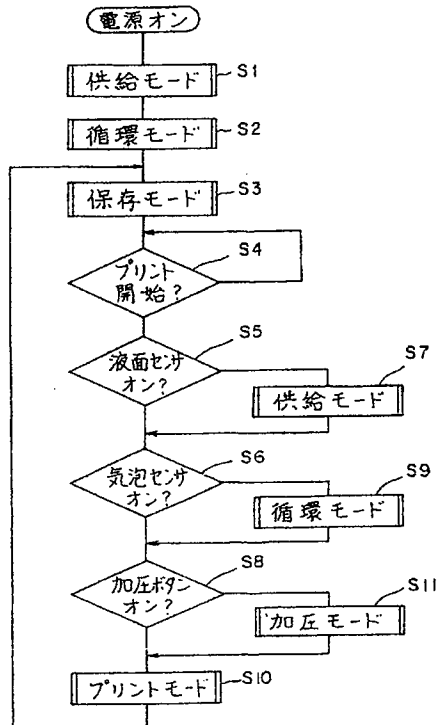 電源オン
供給モード S1
循環モード S2
保存モード S3
S4
プリント
開始?
S5
液面センサ
オン?
S7
供給モード
S6
気泡センサ
オン?
S9
循環モード
S8
加圧ボタン
オン?
S11
加圧モード
プリントモード S10